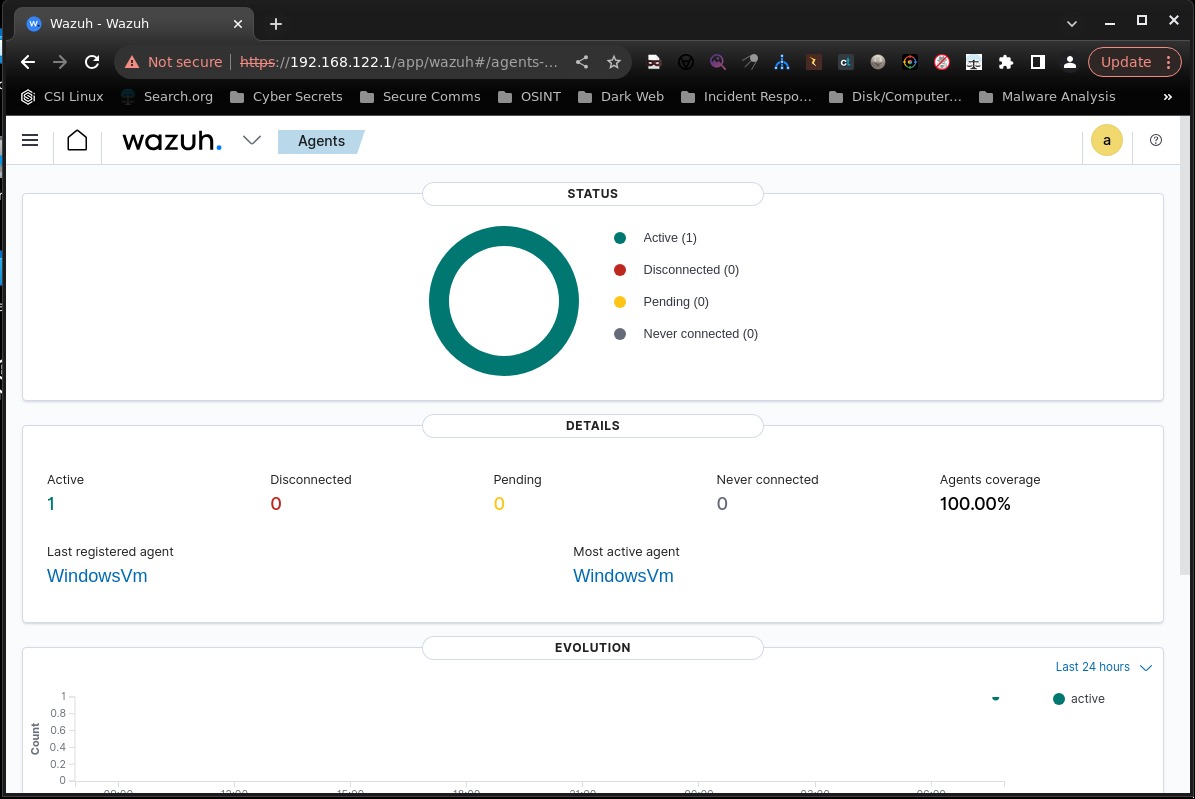 Wazuh - Wazuh
Not secure https://192.168.122.1/app/wazuh#/agents-... Update
CSI Linux Search.org Cyber Secrets Secure Comms OSINT Dark Web Incident Respo... Disk/Computer... Malware Analysis »
wazuh. Agents a
STATUS
Active (1)
Disconnected (0)
Pending (0)
Never connected (0)
DETAILS
Active Disconnected Pending Never connected Agents coverage
1 0 0 0 100.00%
Last registered agent Most active agent
WindowsVm WindowsVm
EVOLUTION
Last 24 hours
active
Count
1
0.8
0.6
0.4
0.2
0